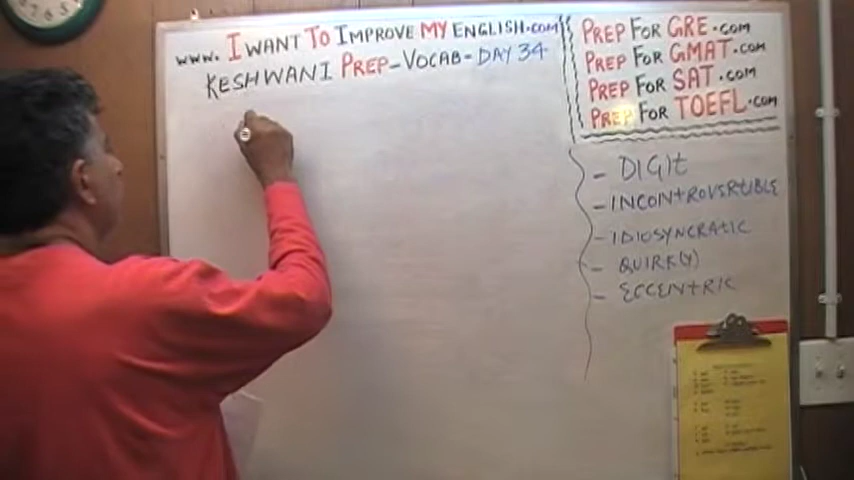 www. I WANT TO IMPROVE MY ENGLISH.COM
KESHWANI PREP-VOCAB-DAY 34
PREP FOR GRE.COM
PREP FOR GMAT.COM
PREP FOR SAT.COM
PREP FOR TOEFL.COM
- DIGIT
- INCONTROVERTIBLE
- IDIOSYNCRATIC
- QUIRK(Y)
- ECCENTRIC